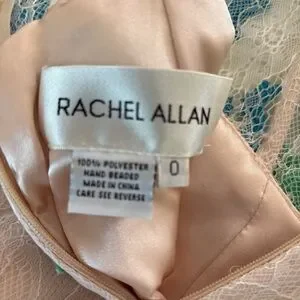 RACHEL ALLAN
100% POLYESTER
HAND BEADED
MADE IN CHINA
CARE SEE REVERSE
0